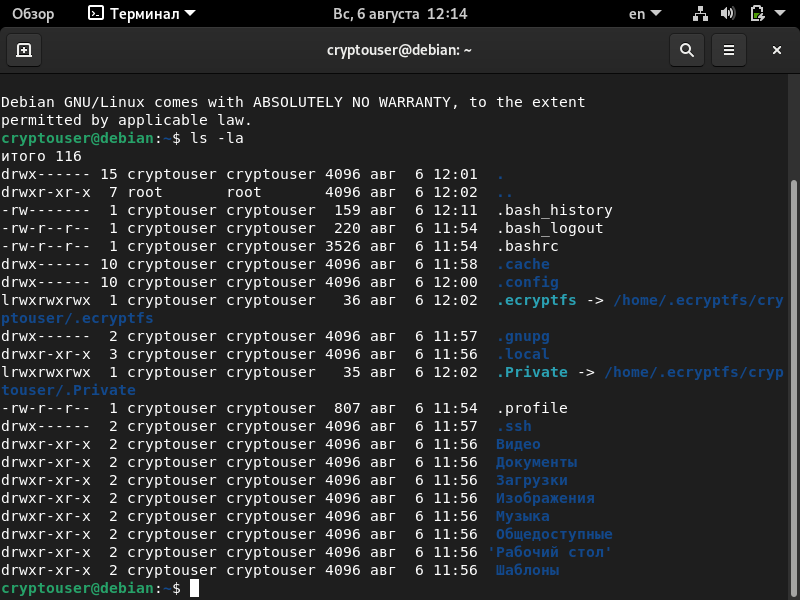 Обзор Терминал Вс, 6 августа 12:14 en
cryptouser@debian: ~
Debian GNU/Linux comes with ABSOLUTELY NO WARRANTY, to the extent
permitted by applicable law.
cryptouser@debian:~$ ls -la
итого 116
drwx------ 15 cryptouser cryptouser 4096 авг  6 12:01  .
drwxr-xr-x  7 root       root       4096 авг  6 12:02  ..
-rw-------  1 cryptouser cryptouser  159 авг  6 12:11  .bash_history
-rw-r--r--  1 cryptouser cryptouser  220 авг  6 11:54  .bash_logout
-rw-r--r--  1 cryptouser cryptouser 3526 авг  6 11:54  .bashrc
drwx------ 10 cryptouser cryptouser 4096 авг  6 11:58  .cache
drwx------ 10 cryptouser cryptouser 4096 авг  6 12:00  .config
lrwxrwxrwx  1 cryptouser cryptouser   36 авг  6 12:02  .ecryptfs -> /home/.ecryptfs/cry
ptouser/.ecryptfs
drwx------  2 cryptouser cryptouser 4096 авг  6 11:57  .gnupg
drwxr-xr-x  3 cryptouser cryptouser 4096 авг  6 11:56  .local
lrwxrwxrwx  1 cryptouser cryptouser   35 авг  6 12:02  .Private -> /home/.ecryptfs/cryp
touser/.Private
-rw-r--r--  1 cryptouser cryptouser  807 авг  6 11:54  .profile
drwx------  2 cryptouser cryptouser 4096 авг  6 11:57  .ssh
drwxr-xr-x  2 cryptouser cryptouser 4096 авг  6 11:56  Видео
drwxr-xr-x  2 cryptouser cryptouser 4096 авг  6 11:56  Документы
drwxr-xr-x  2 cryptouser cryptouser 4096 авг  6 11:56  Загрузки
drwxr-xr-x  2 cryptouser cryptouser 4096 авг  6 11:56  Изображения
drwxr-xr-x  2 cryptouser cryptouser 4096 авг  6 11:56  Музыка
drwxr-xr-x  2 cryptouser cryptouser 4096 авг  6 11:56  Общедоступные
drwxr-xr-x  2 cryptouser cryptouser 4096 авг  6 11:56 'Рабочий стол'
drwxr-xr-x  2 cryptouser cryptouser 4096 авг  6 11:56  Шаблоны
cryptouser@debian:~$